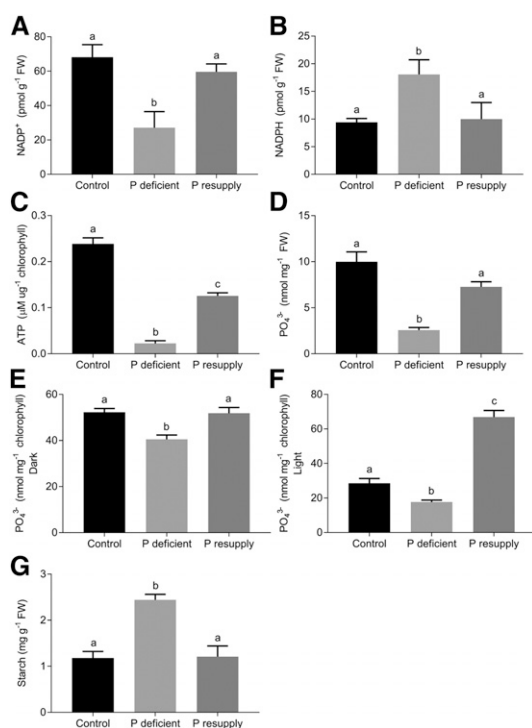 A
B
80
60
40
20
0
NADP⁺ (pmol g⁻¹ FW)
a
b
a
Control P deficient P resupply
25
20
15
10
5
0
NADPH (pmol g⁻¹ FW)
a
b
a
Control P deficient P resupply
C
D
0.3
0.2
0.1
0.0
ATP (μM ug⁻¹ chlorophyll)
a
b
c
Control P deficient P resupply
15
10
5
0
PO₄³⁻ (nmol mg⁻¹ FW)
a
b
a
Control P deficient P resupply
E
F
60
40
20
0
PO₄³⁻ (nmol mg⁻¹ chlorophyll)
Dark
a
b
a
Control P deficient P resupply
80
60
40
20
0
PO₄³⁻ (nmol mg⁻¹ chlorophyll)
Light
a
b
c
Control P deficient P resupply
G
3
2
1
0
Starch (mg g⁻¹ FW)
a
b
a
Control P deficient P resupply